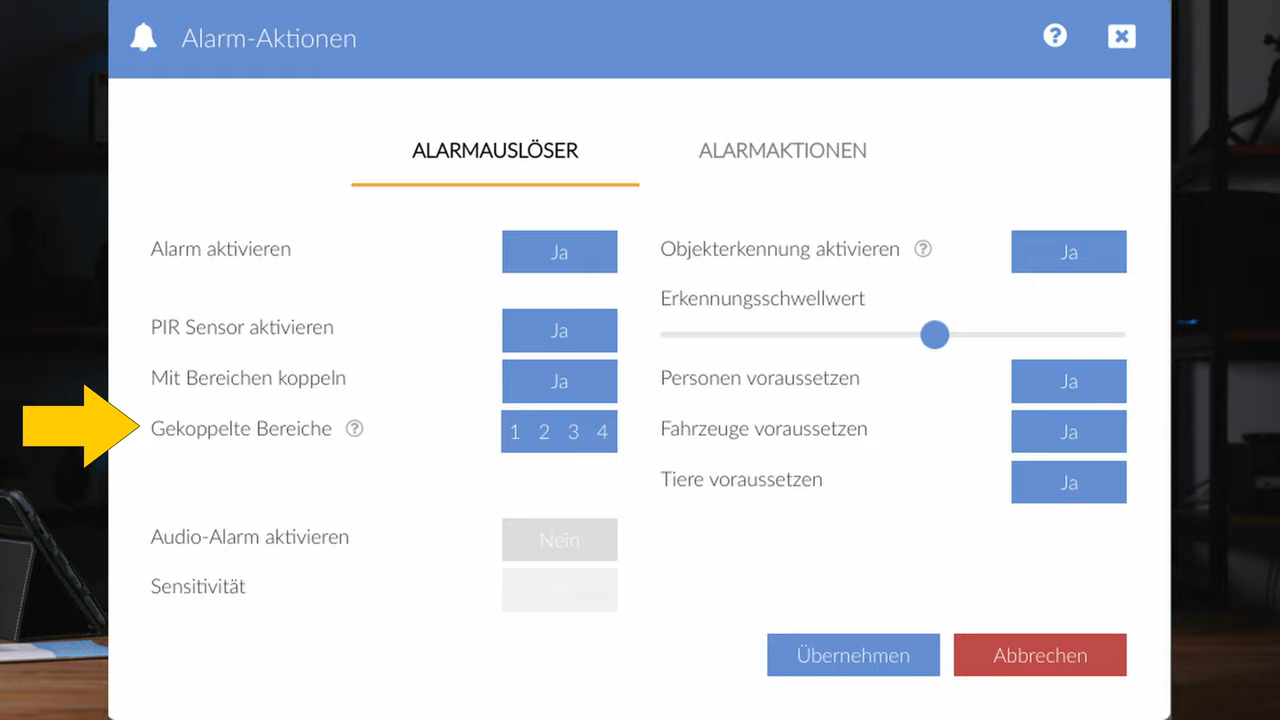 Alarm-Aktionen
ALARMAUSLÖSER
ALARMAKTIONEN
Alarm aktivieren
Ja
PIR Sensor aktivieren
Ja
Mit Bereichen koppeln
Ja
Gekoppelte Bereiche ?
1 2 3 4
Audio-Alarm aktivieren
Nein
Sensitivität
Objekterkennung aktivieren ?
Ja
Erkennungsschwellwert
Personen voraussetzen
Ja
Fahrzeuge voraussetzen
Ja
Tiere voraussetzen
Ja
Übernehmen
Abbrechen